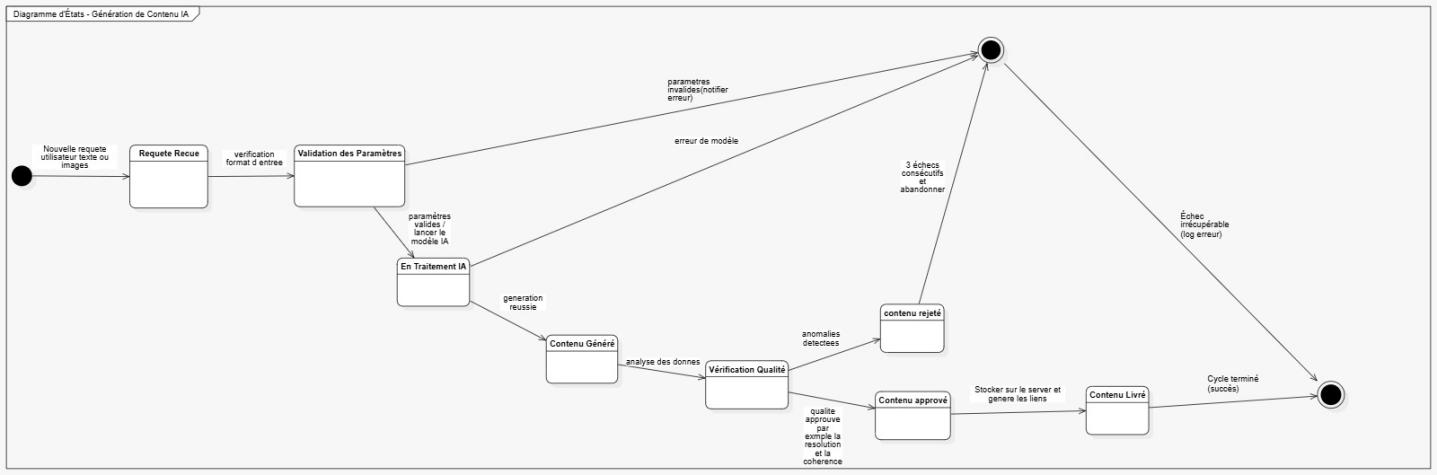 Diagramme d'États - Génération de Contenu IA
parametres
invalides(notifier
erreur)
erreur de modèle
Nouvelle requete
utilisateur texte ou
images
Requete Recue
verification
format d entree
Validation des Paramètres
3 échecs
consécutifs
et
abandonner
paramètres
valides /
lancer le
modèle IA
Échec
irrécupérable
(log erreur)
En Traitement IA
generation
reussie
contenu rejeté
anomalies
detectees
Contenu Généré
analyse des donnes
Vérification Qualité
Cycle terminé
(succès)
Stocker sur le server et
genere les liens
Contenu apprové
Contenu Livré
qualite
approuve
par
exmple la
resolution
et la
coherence